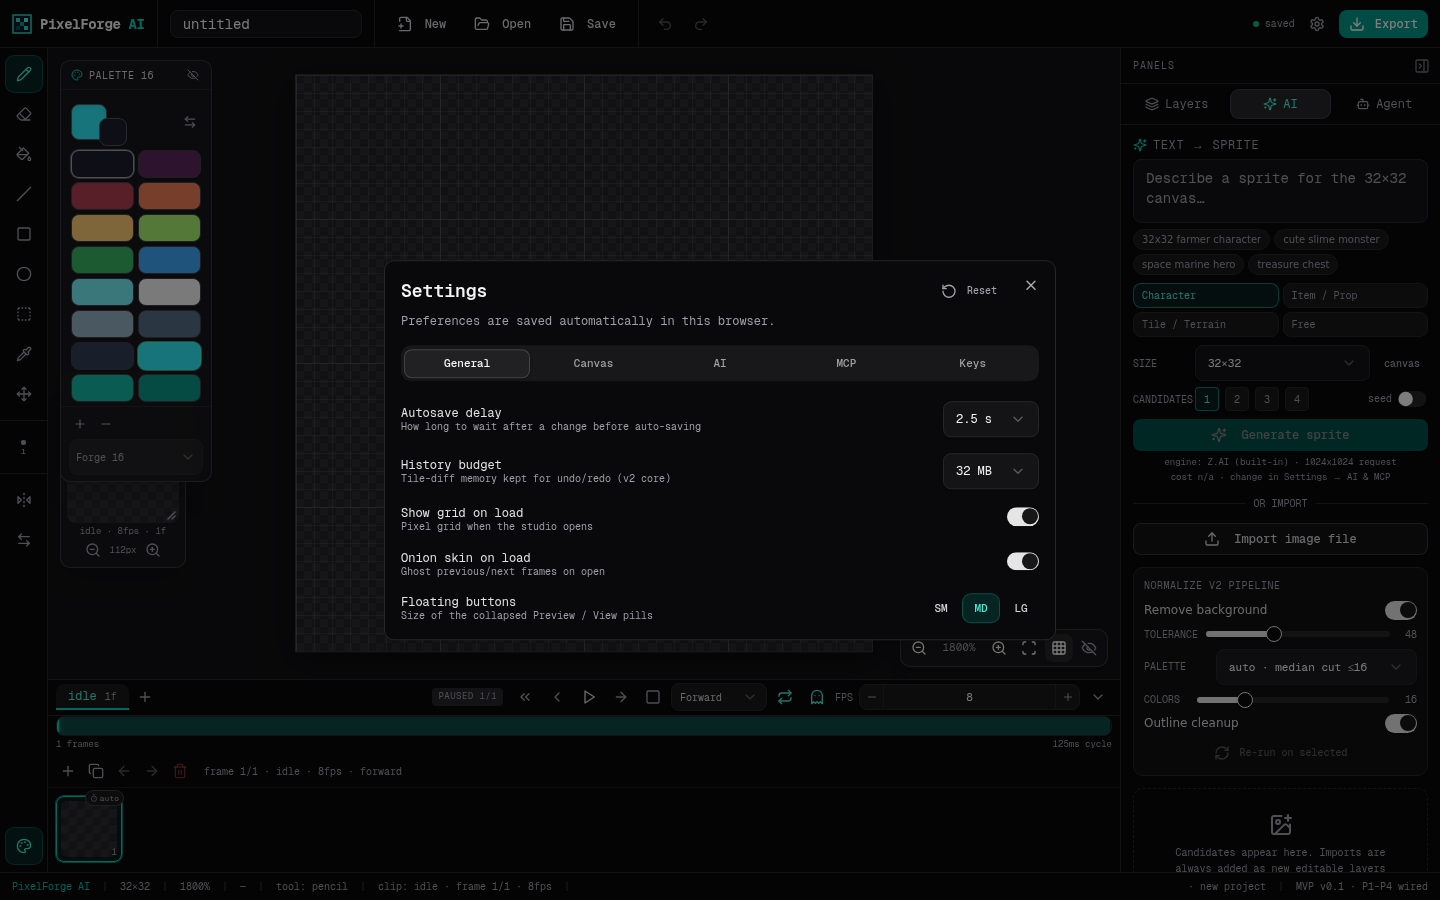 PixelForge AI
untitled
New
Open
Save
saved
Export
PALETTE 16
Forge 16
idle · 8fps · 1f
112px
1
Settings
Reset
Preferences are saved automatically in this browser.
General
Canvas
AI
MCP
Keys
Autosave delay
How long to wait after a change before auto-saving
2.5 s
History budget
Tile-diff memory kept for undo/redo (v2 core)
32 MB
Show grid on load
Pixel grid when the studio opens
Onion skin on load
Ghost previous/next frames on open
Floating buttons
Size of the collapsed Preview / View pills
SM
MD
LG
1800%
PANELS
Layers
AI
Agent
TEXT → SPRITE
Describe a sprite for the 32×32
canvas…
32x32 farmer character
cute slime monster
space marine hero
treasure chest
Character
Item / Prop
Tile / Terrain
Free
SIZE
32×32
canvas
CANDIDATES
1
2
3
4
seed
Generate sprite
engine: Z.AI (built-in) · 1024x1024 request
cost n/a · change in Settings → AI & MCP
OR IMPORT
Import image file
NORMALIZE V2 PIPELINE
Remove background
TOLERANCE
48
PALETTE
auto · median cut ≤16
COLORS
16
Outline cleanup
Re-run on selected
Candidates appear here. Imports are
always added as new editable layers
idle 1f
PAUSED 1/1
Forward
FPS
8
1 frames
125ms cycle
frame 1/1 · idle · 8fps · forward
auto
1
PixelForge AI
32×32
1800%
—
tool: pencil
clip: idle · frame 1/1 · 8fps
· new project
MVP v0.1 · P1-P4 wired